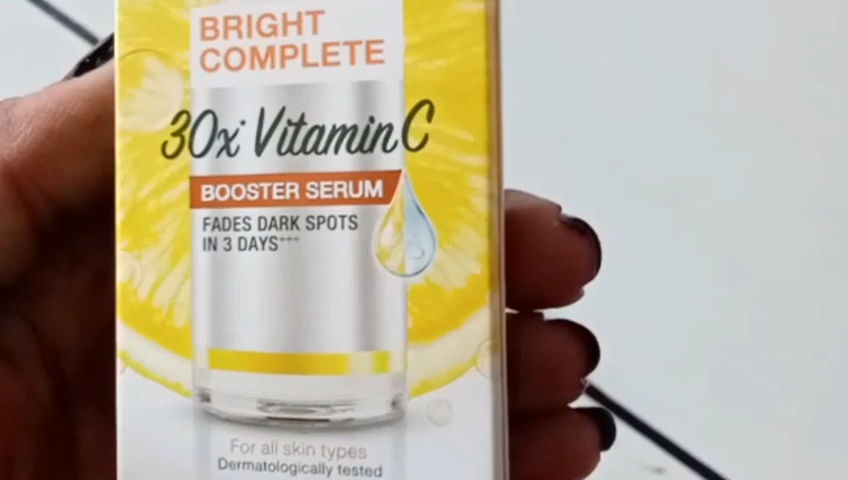 BRIGHT
COMPLETE
30x* Vitamin C
BOOSTER SERUM
FADES DARK SPOTS
IN 3 DAYS+++
For all skin types
Dermatologically tested